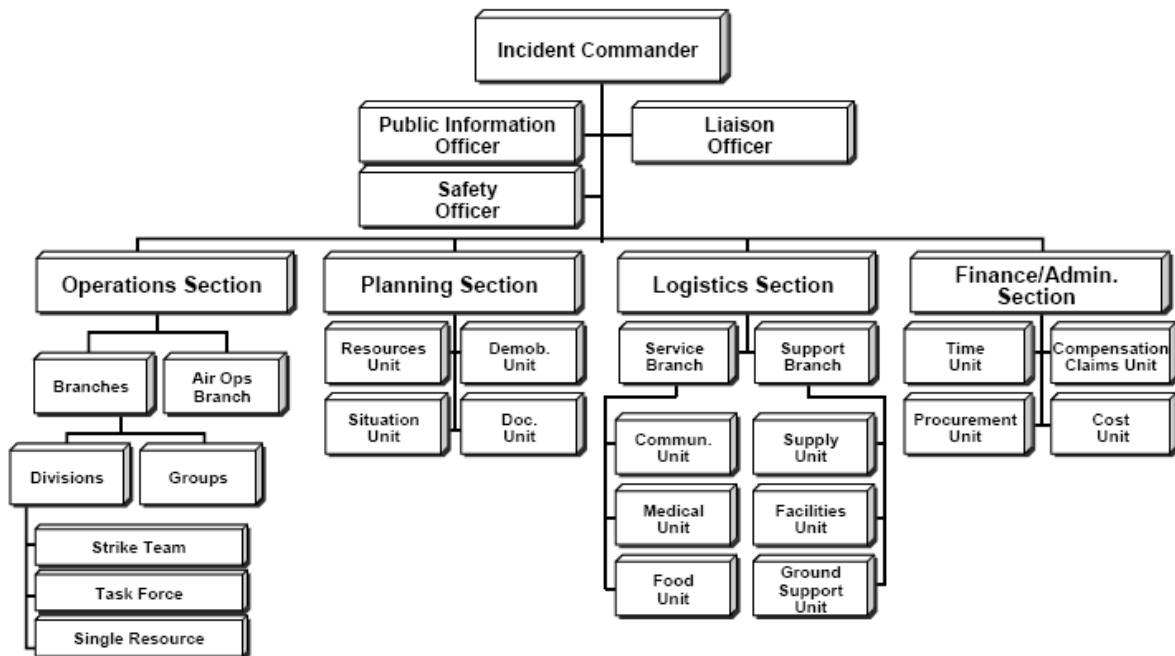 Incident Commander
Public Information
Officer
Liaison
Officer
Safety
Officer
Operations Section
Planning Section
Logistics Section
Finance/Admin.
Section
Branches
Air Ops
Branch
Resources
Unit
Demob.
Unit
Service
Branch
Support
Branch
Time
Unit
Compensation
Claims Unit
Situation
Unit
Doc.
Unit
Procurement
Unit
Cost
Unit
Divisions
Groups
Commun.
Unit
Supply
Unit
Medical
Unit
Facilities
Unit
Strike Team
Task Force
Single Resource
Food
Unit
Ground
Support
Unit